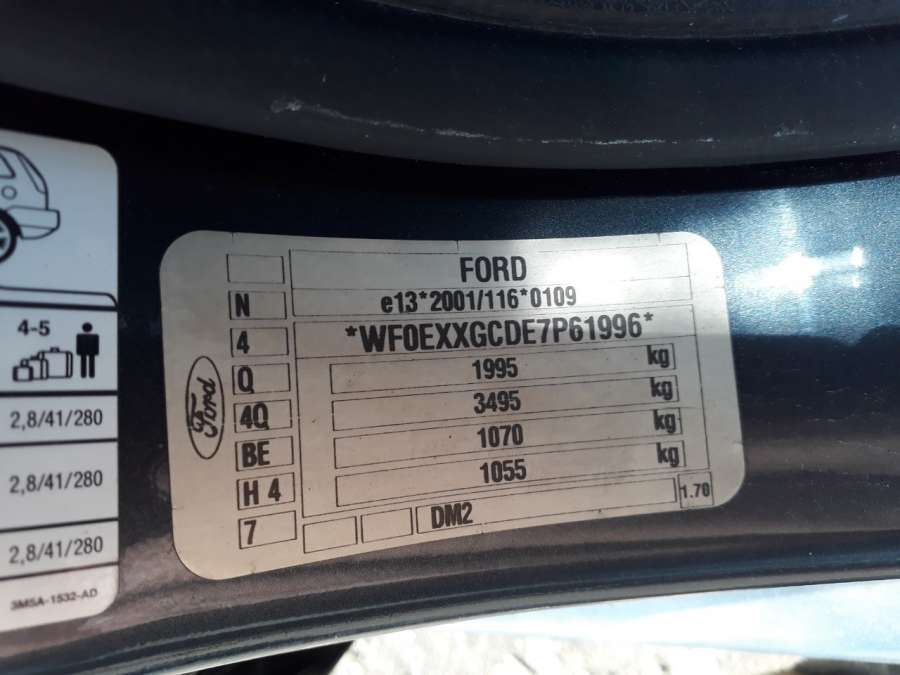 4-5
2,8/41/280
2,8/41/280
2,8/41/280
3M5A-1532-AD
Ford
FORD
N
e13*2001/116*0109
4
*WF0EXXGCDE7P61996*
Q
1995 kg
4Q
3495 kg
BE
1070 kg
H 4
1055 kg
7
DM2
1.70